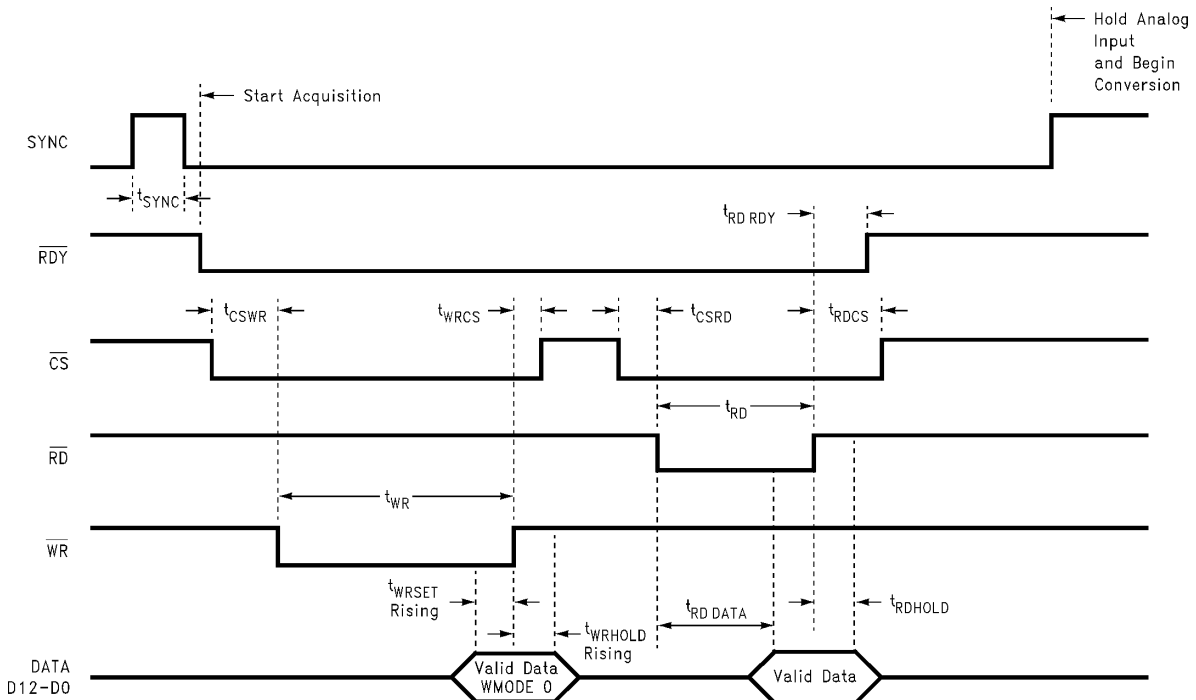 Hold Analog
Input
and Begin
Conversion
Start Acquisition
SYNC
tSYNC
tRD RDY
RDY
tCSWR
tWRCS
tCSRD
tRDCS
CS
tRD
RD
tWR
WR
tWRSET
Rising
tWRHOLD
Rising
tRD DATA
tRDHOLD
DATA
D12-D0
Valid Data
WMODE 0
Valid Data